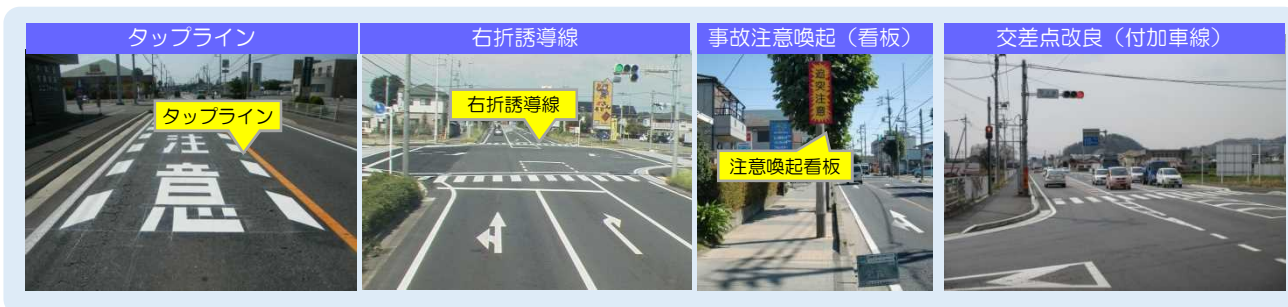 タップライン
右折誘導線
事故注意喚起（看板）
交差点改良（付加車線）
タップライン
注意
右折誘導線
追突注意
注意喚起看板